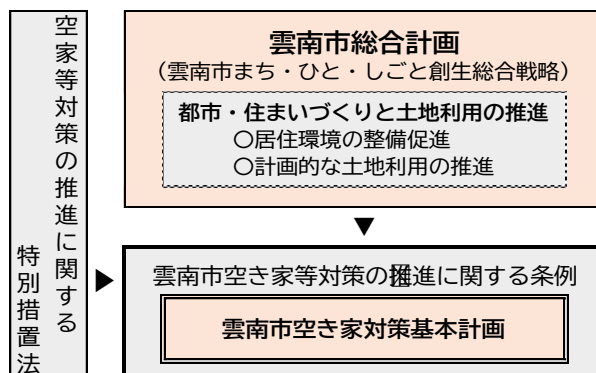 空家等対策の推進に関する
特別措置法
雲南市総合計画
（雲南市まち・ひと・しごと創生総合戦略）
都市・住まいづくりと土地利用の推進
〇居住環境の整備促進
〇計画的な土地利用の推進
▼
▶
雲南市空き家等対策の推進に関する条例
雲南市空き家対策基本計画